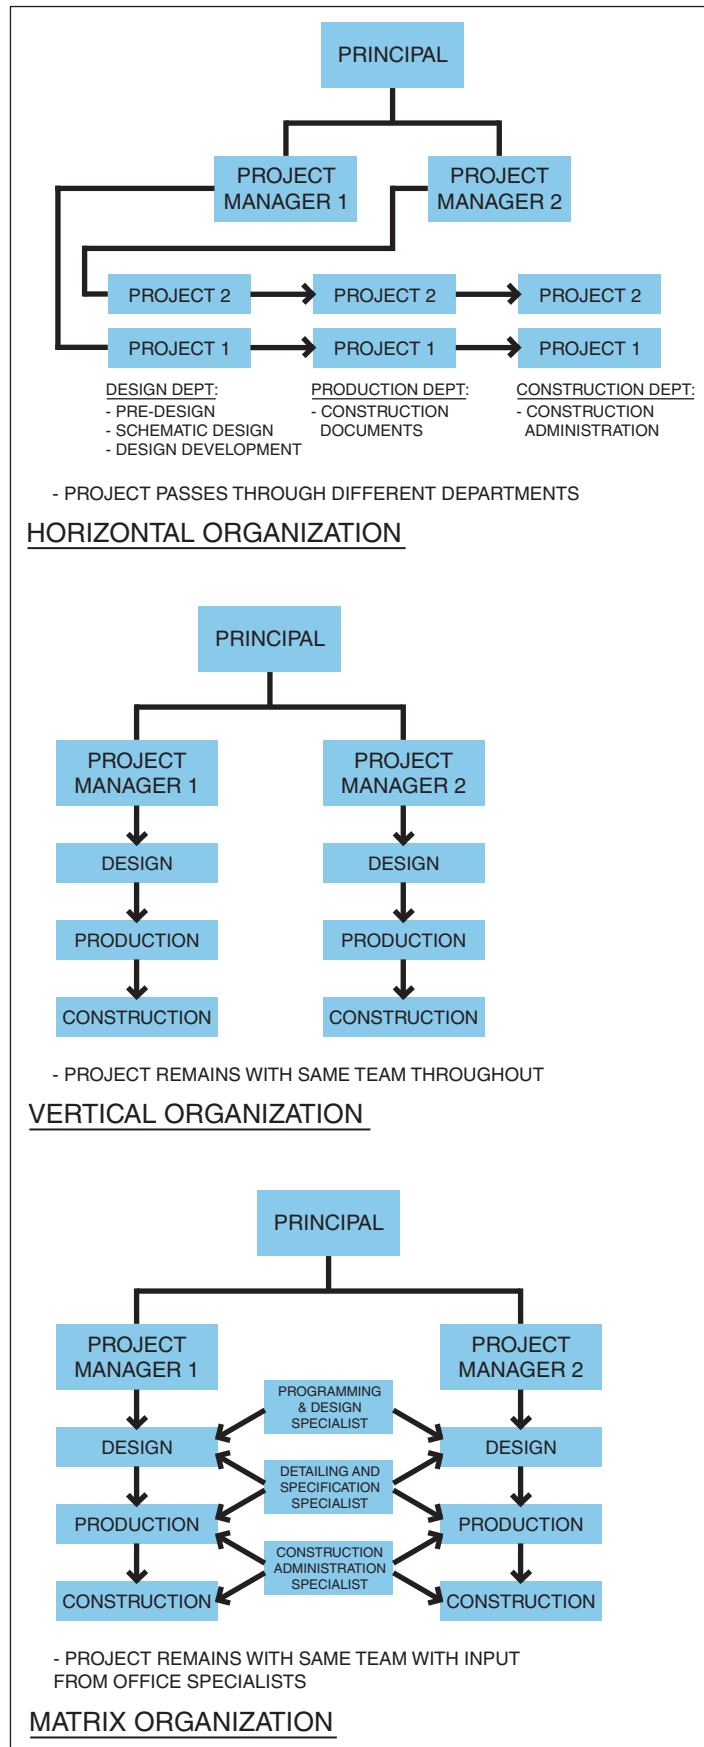 PRINCIPAL
PROJECT
MANAGER 1
PROJECT
MANAGER 2
PROJECT 2
PROJECT 2
PROJECT 2
PROJECT 1
PROJECT 1
PROJECT 1
DESIGN DEPT:
- PRE-DESIGN
- SCHEMATIC DESIGN
- DESIGN DEVELOPMENT
PRODUCTION DEPT:
- CONSTRUCTION
DOCUMENTS
CONSTRUCTION DEPT:
- CONSTRUCTION
ADMINISTRATION
- PROJECT PASSES THROUGH DIFFERENT DEPARTMENTS
HORIZONTAL ORGANIZATION
PRINCIPAL
PROJECT
MANAGER 1
PROJECT
MANAGER 2
DESIGN
DESIGN
PRODUCTION
PRODUCTION
CONSTRUCTION
CONSTRUCTION
- PROJECT REMAINS WITH SAME TEAM THROUGHOUT
VERTICAL ORGANIZATION
PRINCIPAL
PROJECT
MANAGER 1
PROJECT
MANAGER 2
PROGRAMMING
& DESIGN
SPECIALIST
DESIGN
DESIGN
DETAILING AND
SPECIFICATION
SPECIALIST
PRODUCTION
PRODUCTION
CONSTRUCTION
ADMINISTRATION
SPECIALIST
CONSTRUCTION
CONSTRUCTION
- PROJECT REMAINS WITH SAME TEAM WITH INPUT
FROM OFFICE SPECIALISTS
MATRIX ORGANIZATION